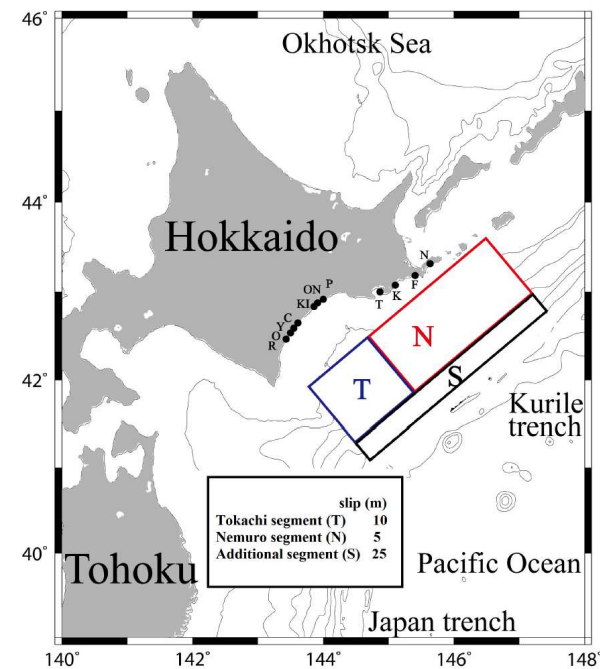 46°
Okhotsk Sea
44°
Hokkaido
N
F
K
T
P
ON
KI
C
Y
O
R
N
T
S
42°
Kurile
trench
slip (m)
Tokachi segment (T) 10
Nemuro segment (N) 5
Additional segment (S) 25
40°
Tohoku
Pacific Ocean
Japan trench
140° 142° 144° 146° 148°